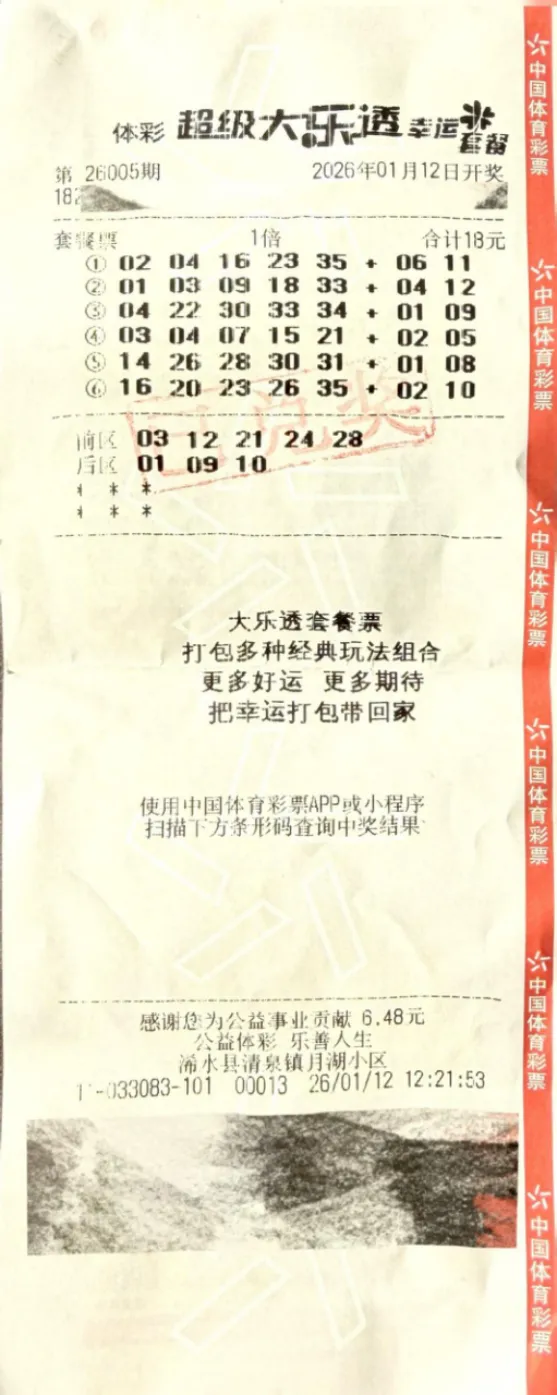 体彩 超级大乐透 幸运套餐
第 26005期 2026年01月12日开奖
182
套餐票 1倍 合计18元
① 02 04 16 23 35 + 06 11
② 01 03 09 18 33 + 04 12
③ 04 22 30 33 34 + 01 09
④ 03 04 07 15 21 + 02 05
⑤ 14 26 28 30 31 + 01 08
⑥ 16 20 23 26 35 + 02 10
已兑奖
前区 03 12 21 24 28
后区 01 09 10
* * *
* * *
大乐透套餐票
打包多种经典玩法组合
更多好运 更多期待
把幸运打包带回家
使用中国体育彩票APP或小程序
扫描下方条形码查询中奖结果
感谢您为公益事业贡献 6.48元
公益体彩 乐善人生
浠水县清泉镇月湖小区
-033083-101 00013 26/01/12 12:21:53
中国体育彩票
中国体育彩票
中国体育彩票
中国体育彩票
中国体育彩票
中国体育彩票